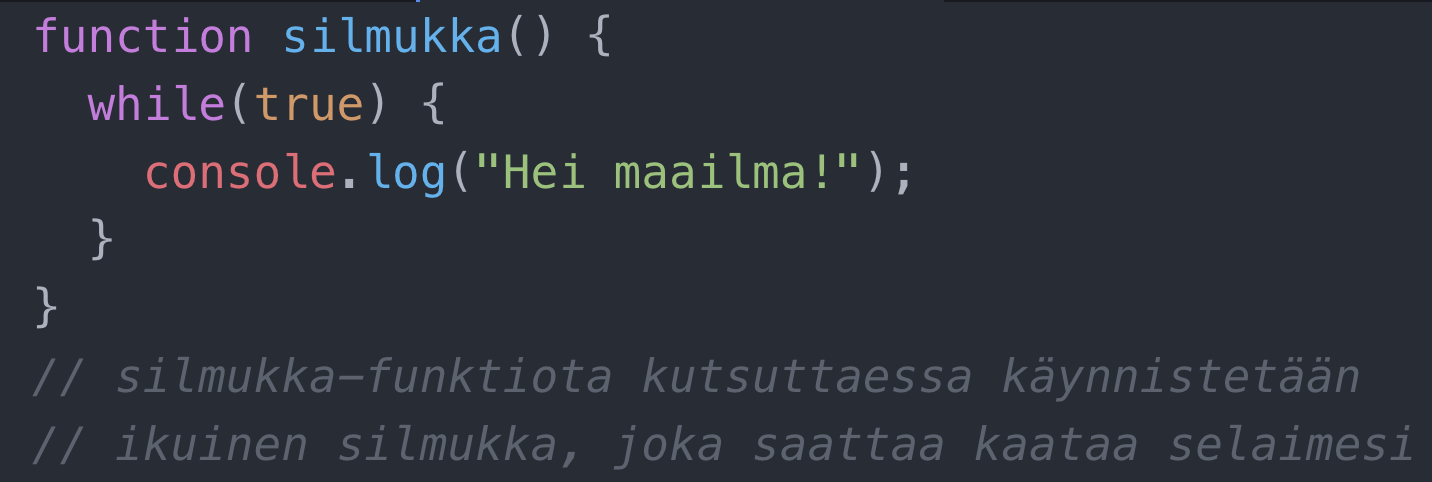 function silmukka() {
  while(true) {
    console.log("Hei maailma!");
  }
}
// silmukka-funktiota kutsuttaessa käynnistetään
// ikuinen silmukka, joka saattaa kaataa selaimesi